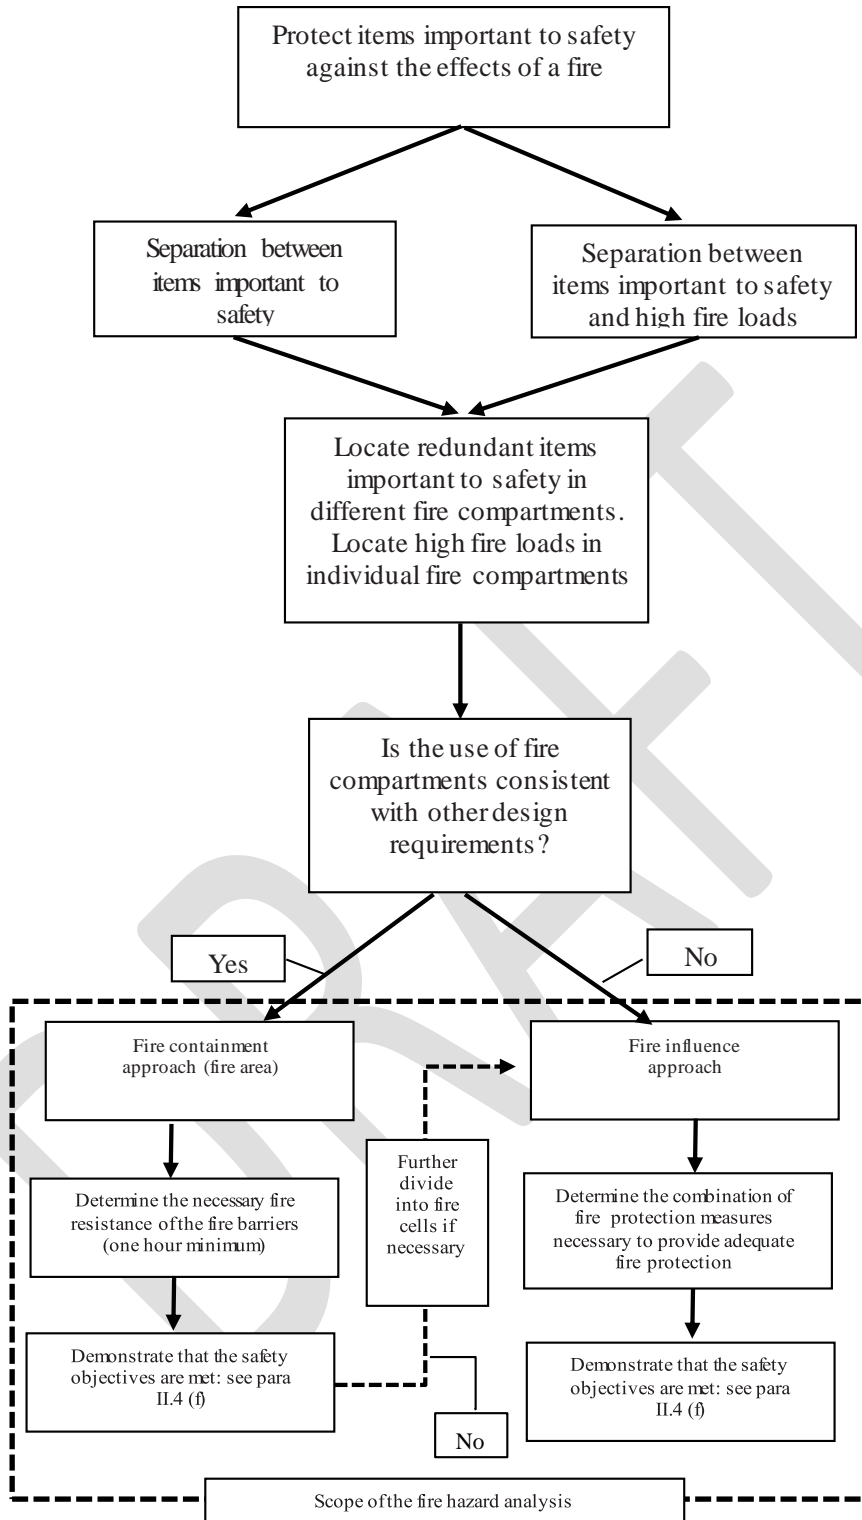 Protect items important to safety
against the effects of a fire
Separation between
items important to
safety
Separation between
items important to safety
and high fire loads
Locate redundant items
important to safety in
different fire compartments.
Locate high fire loads in
individual fire compartments
Is the use of fire
compartments consistent
with other design
requirements?
Yes
No
Fire containment
approach (fire area)
Fire influence
approach
Further
divide
into fire
cells if
necessary
Determine the necessary fire
resistance of the fire barriers
(one hour minimum)
Determine the combination of
fire protection measures
necessary to provide adequate
fire protection
Demonstrate that the safety
objectives are met: see para
II.4 (f)
Demonstrate that the safety
objectives are met: see para
II.4 (f)
No
Scope of the fire hazard analysis
DRAFT